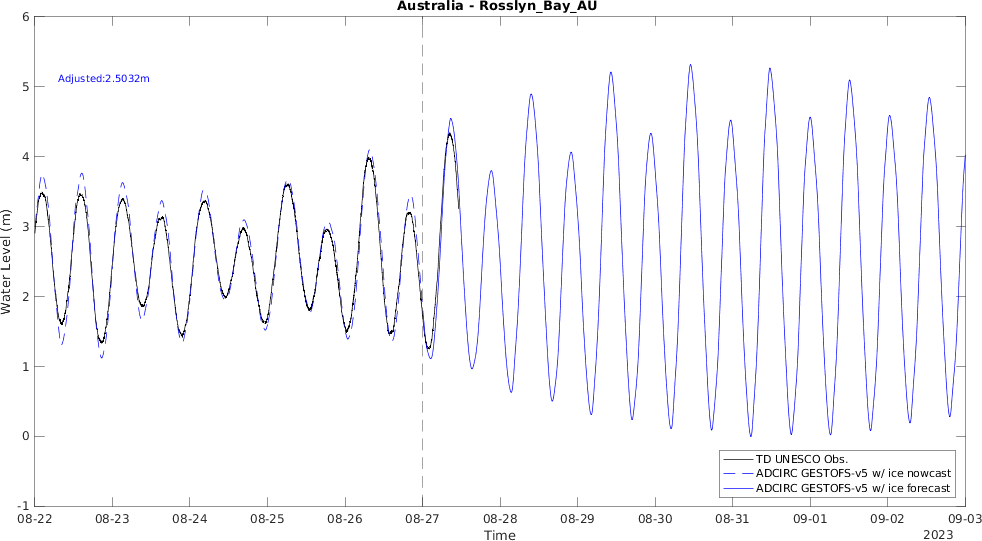 Australia - Rosslyn_Bay_AU
Adjusted:2.5032m
Water Level (m)
6
5
4
3
2
1
0
-1
TD UNESCO Obs.
ADCIRC GESTOFS-v5 w/ ice nowcast
ADCIRC GESTOFS-v5 w/ ice forecast
08-22 08-23 08-24 08-25 08-26 08-27 08-28 08-29 08-30 08-31 09-01 09-02 09-03
Time
2023